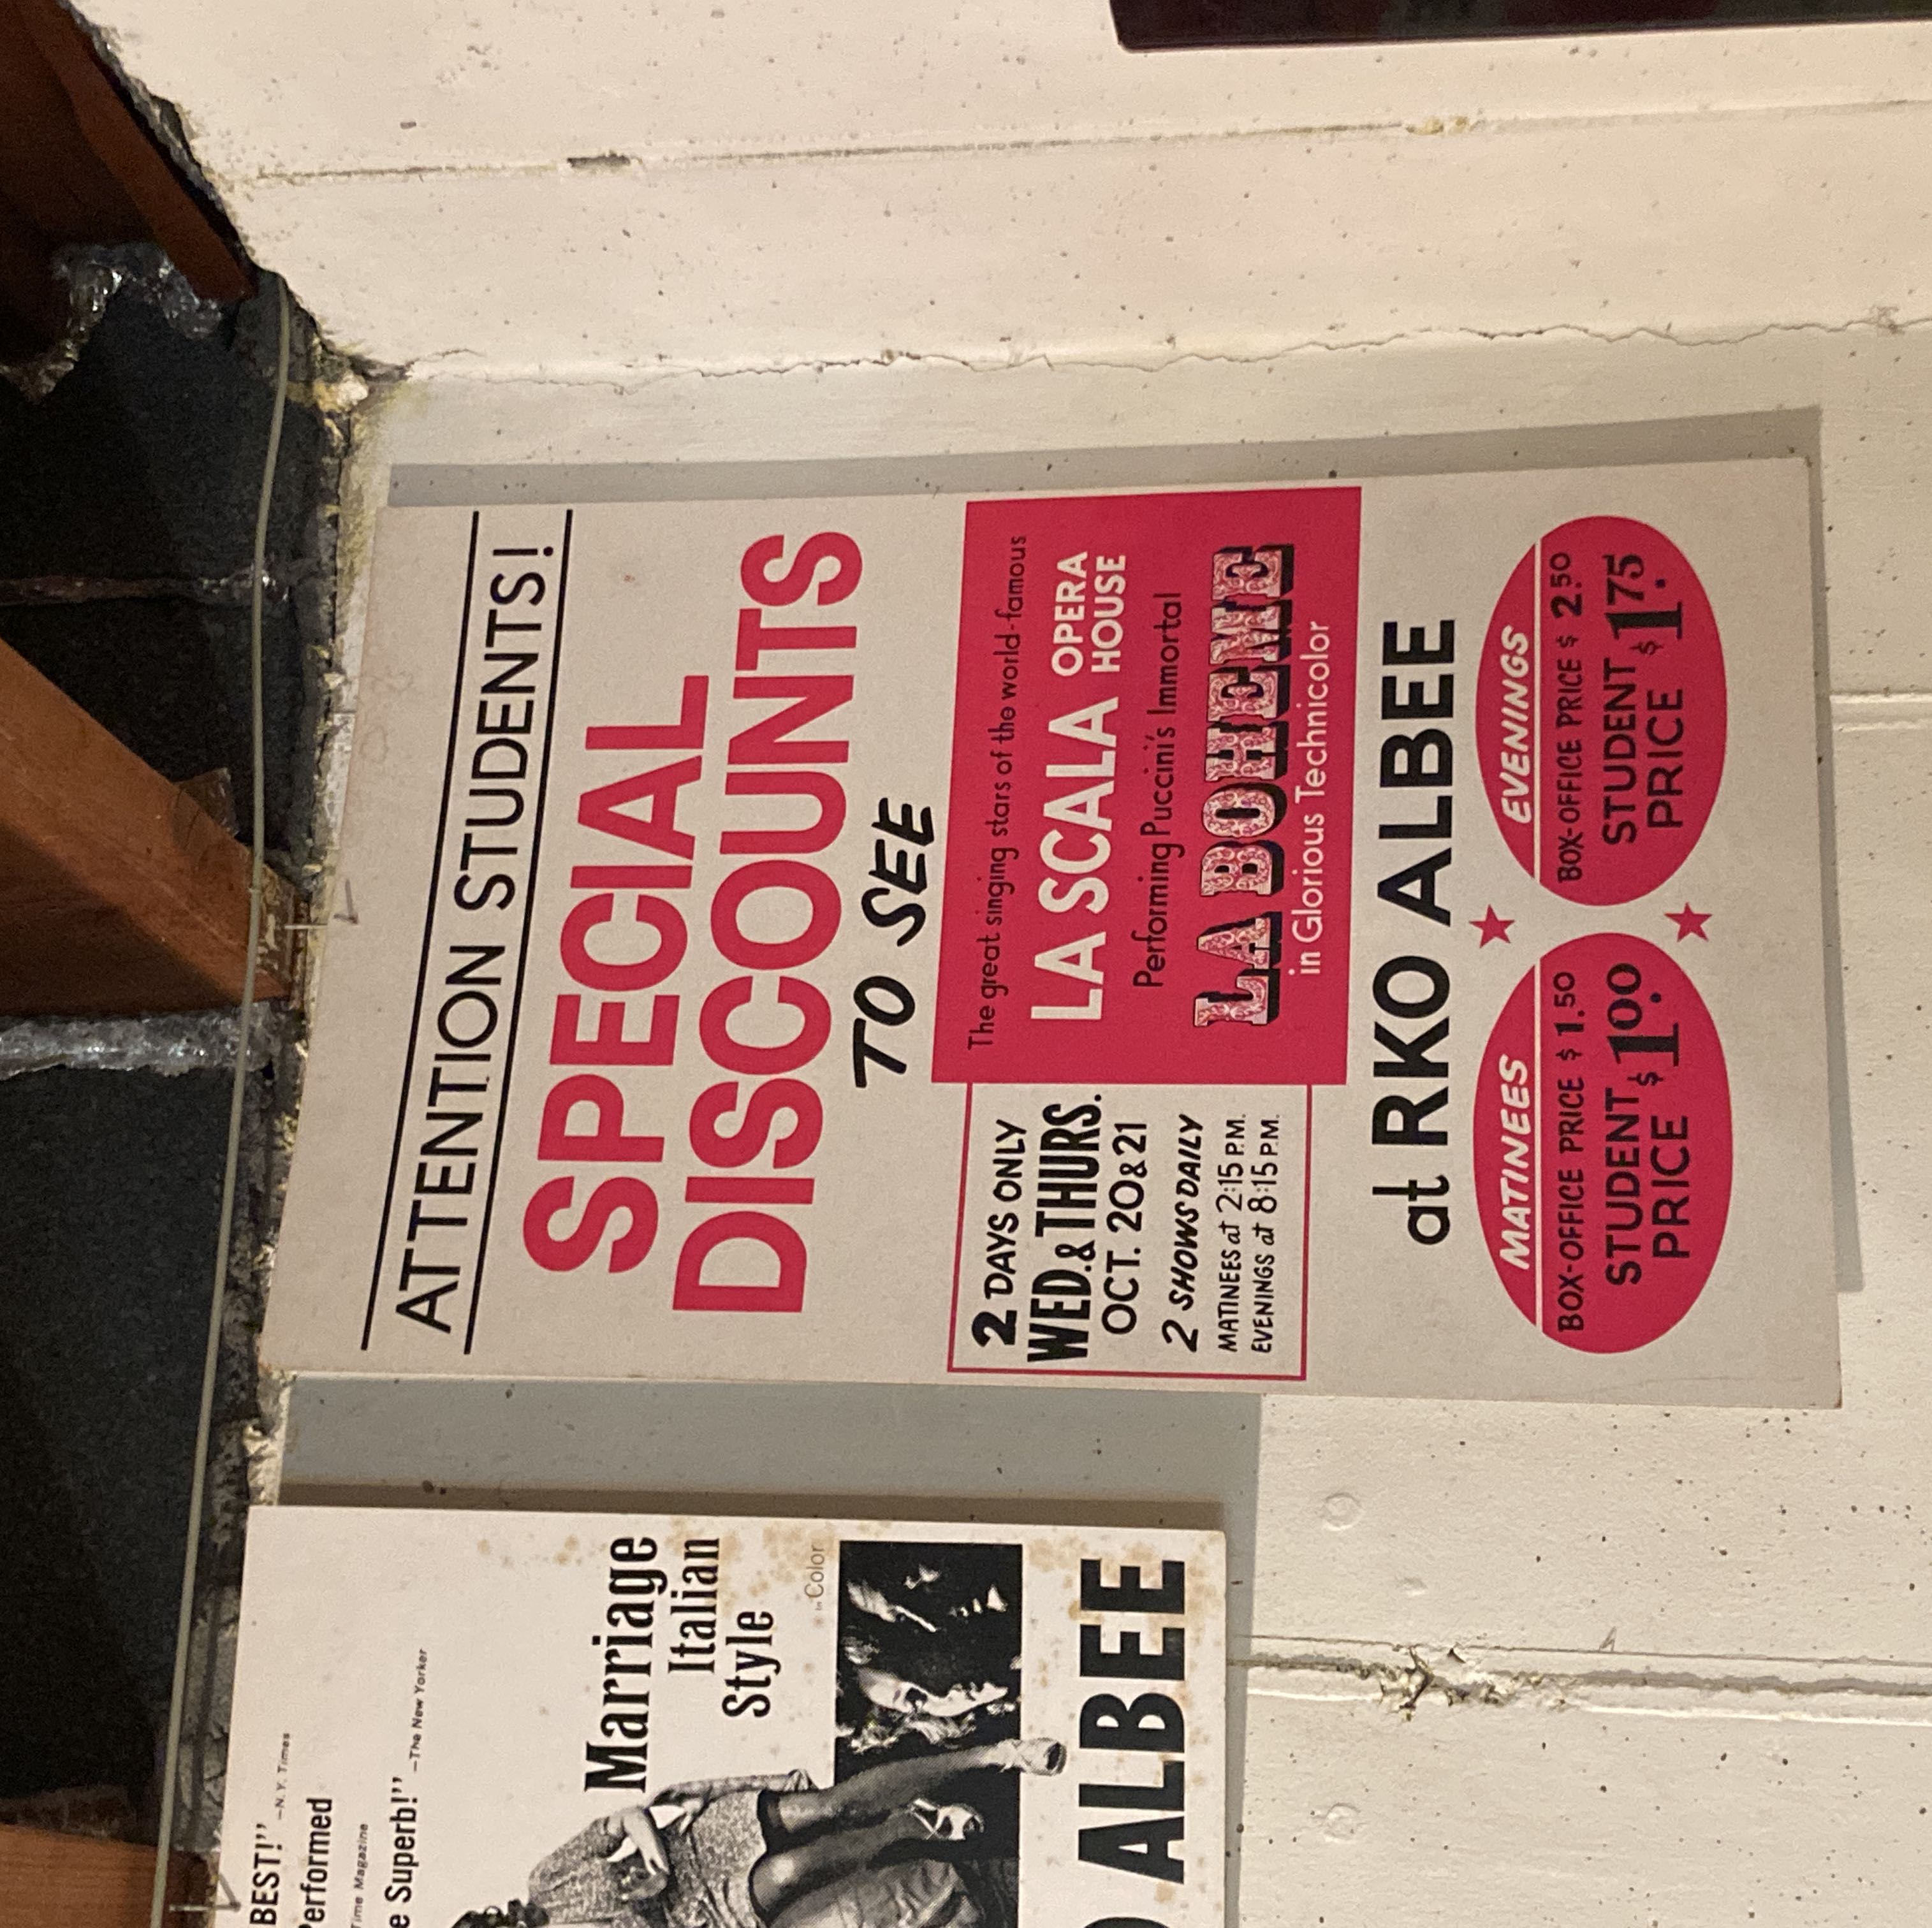 ATTENTION STUDENTS!
SPECIAL
DISCOUNTS
TO SEE
2 DAYS ONLY
WED. & THURS.
OCT. 20 & 21
2 SHOWS DAILY
MATINEES at 2:15 P.M.
EVENINGS at 8:15 P.M.
The great singing stars of the world-famous
LA SCALA OPERA HOUSE
Performing Puccini's Immortal
LA BOHEME
in Glorious Technicolor
at RKO ALBEE
MATINEES
BOX-OFFICE PRICE $1.50
STUDENT PRICE $1.00
EVENINGS
BOX-OFFICE PRICE $2.50
STUDENT PRICE $1.75
BEST!" —N.Y. Times
Performed
Time Magazine
e Superb!" —The New Yorker
Marriage
Italian
Style
in Color
O ALBEE